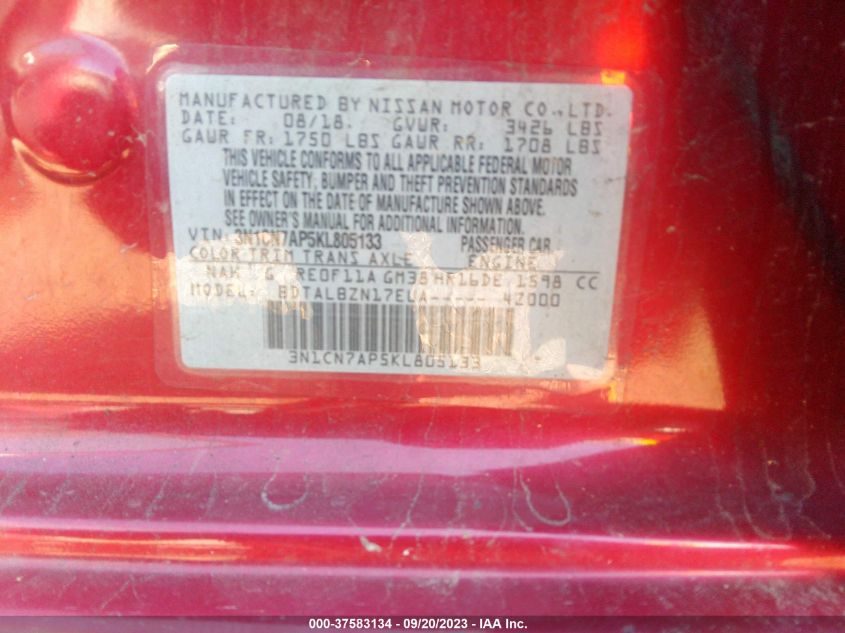 MANUFACTURED BY NISSAN MOTOR CO.,LTD.
DATE: 08/18. GVWR: 3426 LBS
GAWR FR: 1750 LBS GAWR RR: 1708 LBS
THIS VEHICLE CONFORMS TO ALL APPLICABLE FEDERAL MOTOR
VEHICLE SAFETY, BUMPER AND THEFT PREVENTION STANDARDS
IN EFFECT ON THE DATE OF MANUFACTURE SHOWN ABOVE.
SEE OWNER'S MANUAL FOR ADDITIONAL INFORMATION.
VIN: 3N1CN7AP5KL805133 PASSENGER CAR
COLOR TRIM TRANS AXLE ENGINE
NAH G RE0F11A GM38 HR16DE 1598 CC
BDTALBZN17EUA----- 42000
3N1CN7AP5KL805133
000-37583134 - 09/20/2023 - IAA Inc.